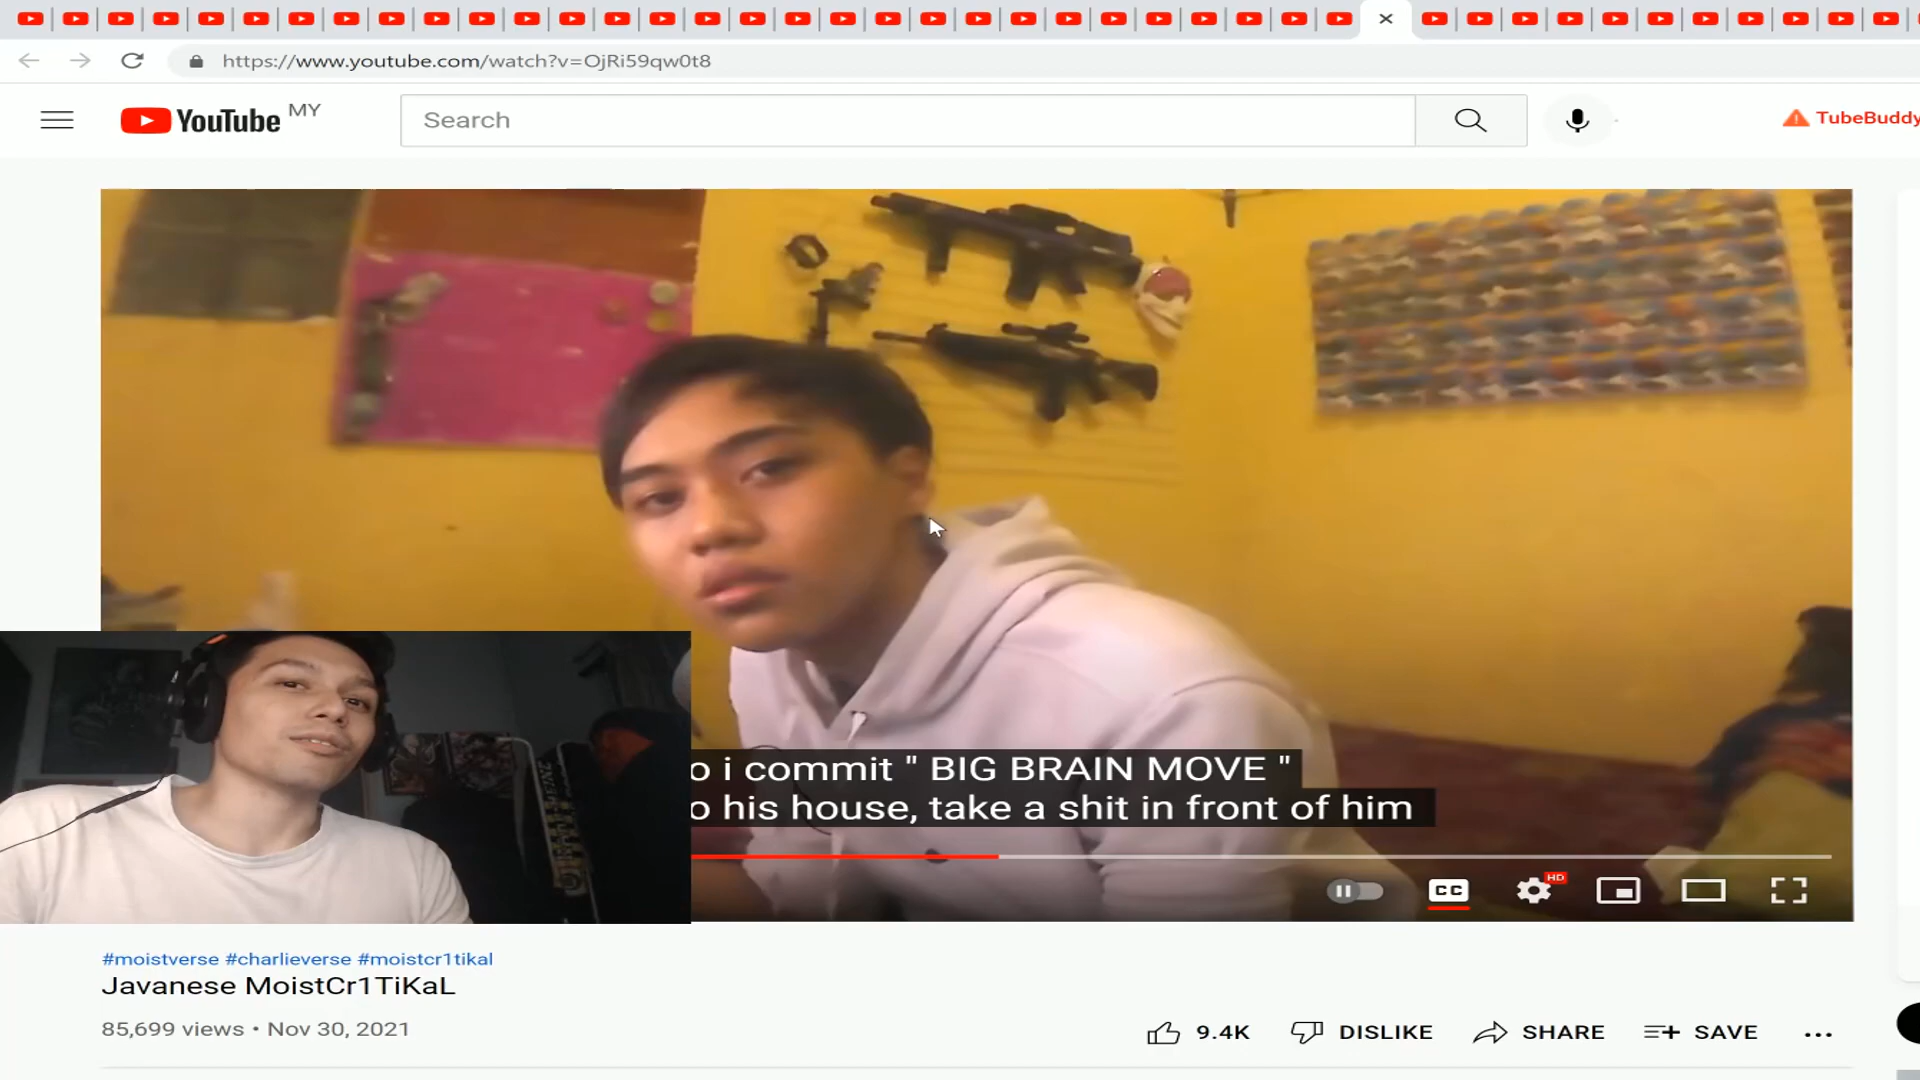 https://www.youtube.com/watch?v=OjRi59qw0t8
YouTube MY
Search
TubeBuddy
o i commit " BIG BRAIN MOVE "
o his house, take a shit in front of him
CC
HD
#moistverse #charlieverse #moistcr1tikal
Javanese MoistCr1TiKaL
85,699 views • Nov 30, 2021
9.4K DISLIKE SHARE SAVE